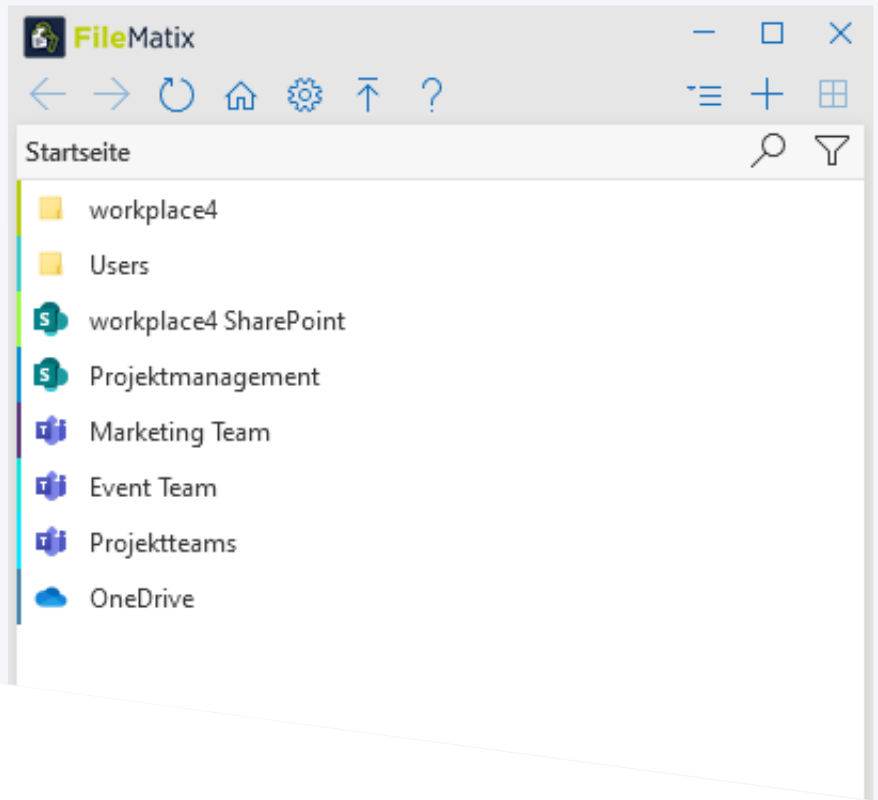 FileMatix
Startseite
workplace4
Users
workplace4 SharePoint
Projektmanagement
Marketing Team
Event Team
Projektteams
OneDrive